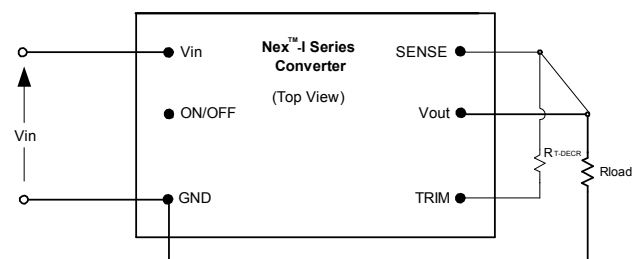 Nex™-I Series
Converter
(Top View)
Vin
SENSE
ON/OFF
Vout
Vin
RT-DECR
Rload
GND
TRIM